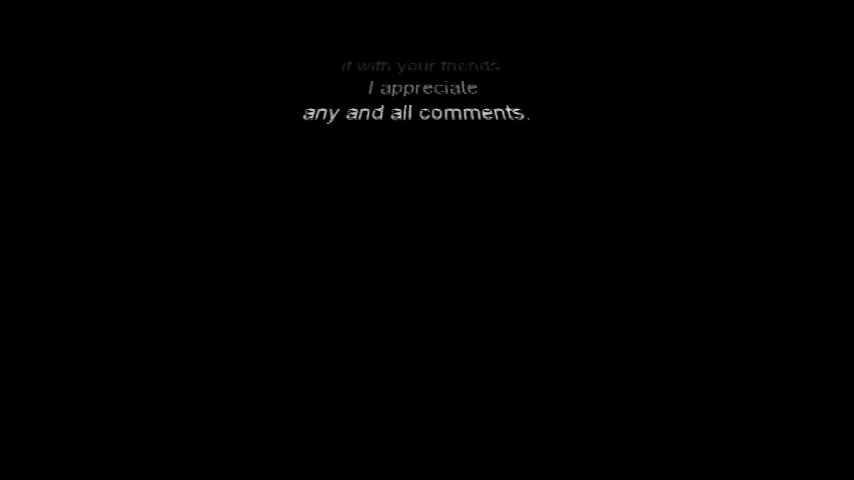 it with your friends
I appreciate
any and all comments.